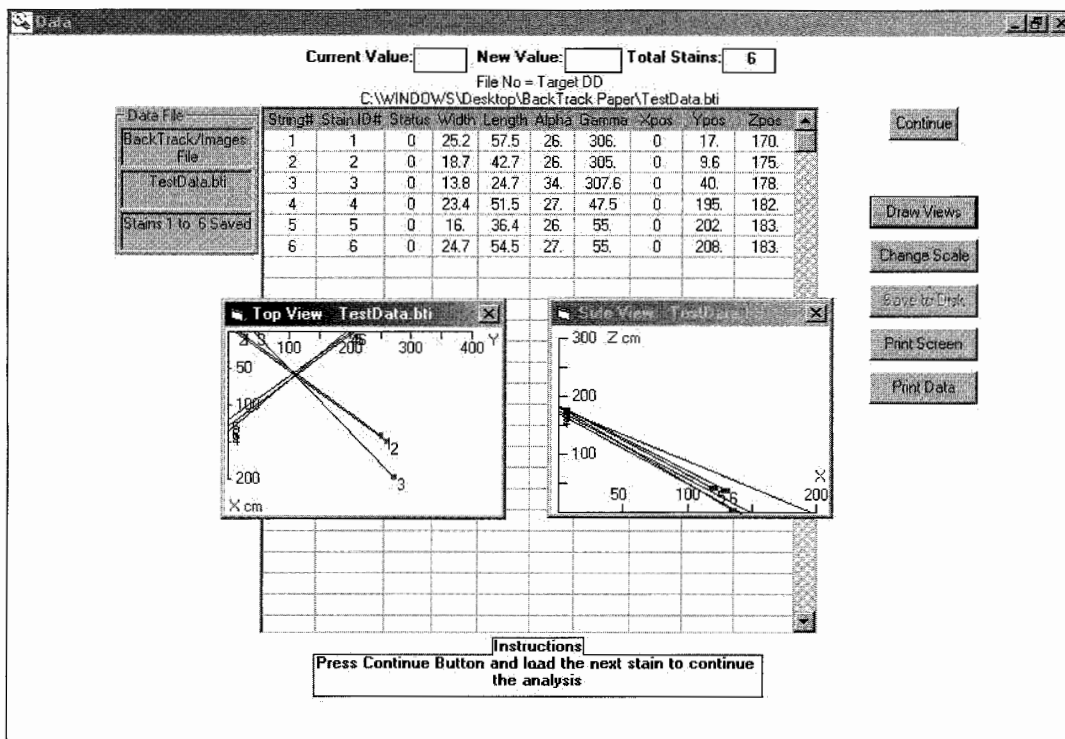 Data
Current Value: New Value: Total Stains: 6
File No = Target DD
C:\WINDOWS\Desktop\BackTrack Paper\TestData.bti
Data File
BackTrack/Images
File
TestData.bti
Stains 1 to 6 Saved
String# Stain ID# Status Width Length Alpha Gamma Xpos Ypos Zpos
1 1 0 25.2 57.5 26. 306. 0 17. 170.
2 2 0 18.7 42.7 26. 305. 0 9.6 175.
3 3 0 13.8 24.7 34. 307.6 0 40. 178.
4 4 0 23.4 51.5 27. 47.5 0 195. 182.
5 5 0 16. 36.4 26. 55. 0 202. 183.
6 6 0 24.7 54.5 27. 55. 0 208. 183.
Continue
Draw Views
Change Scale
Save to Disk
Print Screen
Print Data
Top View TestData.bti
100 200 300 400 Y
50
100
200
X cm
12
3
Side View TestData
300 Z cm
200
100
50 100 200
X
Instructions
Press Continue Button and load the next stain to continue
the analysis